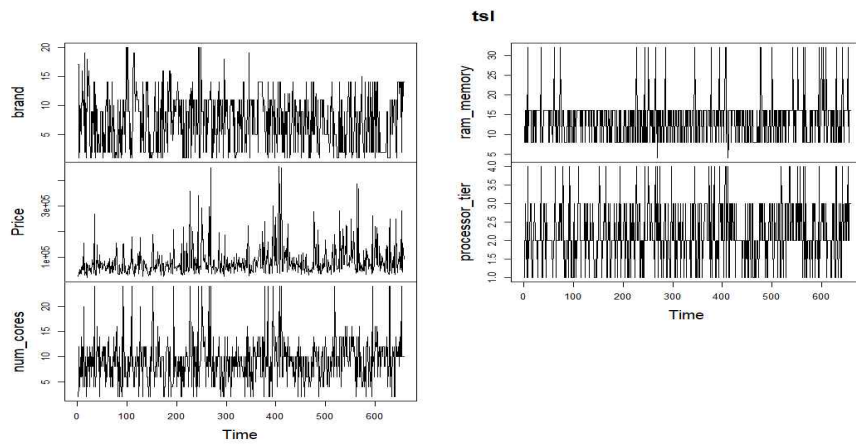 tsl
brand
5 10 15 20
Price
1e+05 3e+05
num_cores
5 10 15 20
0 100 200 300 400 500 600
Time
ram_memory
5 10 15 20 25 30
processor_tier
1.0 1.5 2.0 2.5 3.0 3.5 4.0
0 100 200 300 400 500 600
Time